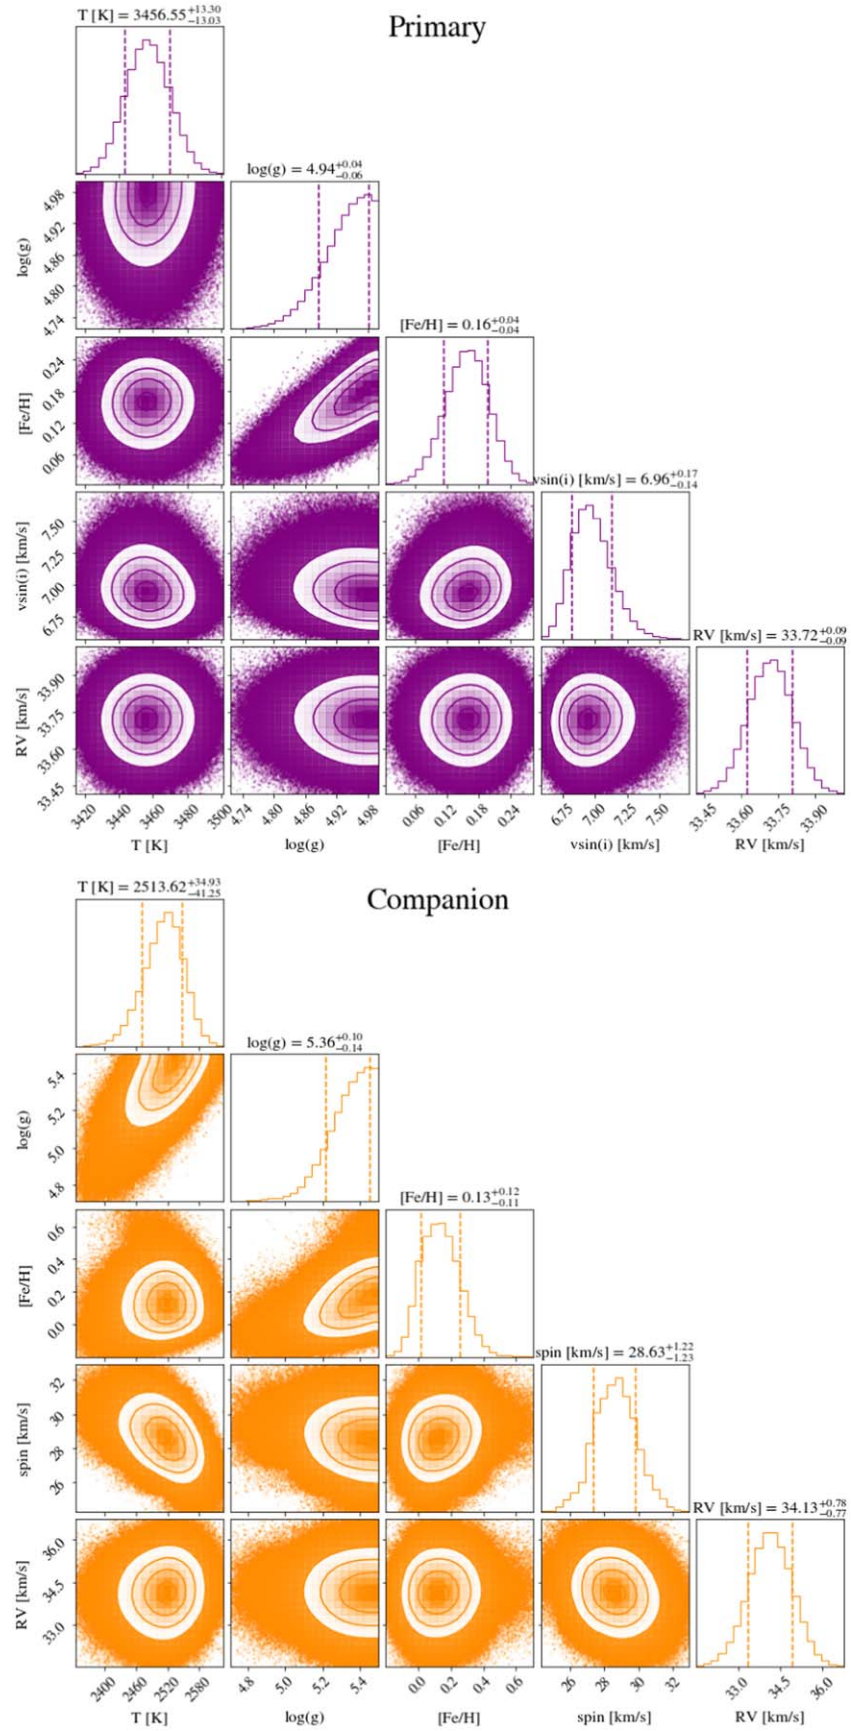 T [K] = 3456.55 +13.30 −13.03
Primary
log(g) = 4.94 +0.04 −0.06
4.98
4.92
4.86
4.80
4.74
log(g)
[Fe/H] = 0.16 +0.04 −0.04
0.24
0.18
0.12
0.06
[Fe/H]
vsin(i) [km/s] = 6.96 +0.17 −0.14
7.50
7.25
7.00
6.75
vsin(i) [km/s]
RV [km/s] = 33.72 +0.09 −0.09
33.90
33.75
33.60
33.45
RV [km/s]
3420 3440 3460 3480 3500 4.74 4.80 4.86 4.92 4.98 0.06 0.12 0.18 0.24 6.75 7.00 7.25 7.50 33.45 33.60 33.75 33.90
T [K] log(g) [Fe/H] vsin(i) [km/s] RV [km/s]
T [K] = 2513.62 +34.93 −41.25
Companion
log(g) = 5.36 +0.10 −0.14
5.4
5.2
5.0
4.8
log(g)
[Fe/H] = 0.13 +0.12 −0.11
0.6
0.4
0.2
0.0
[Fe/H]
spin [km/s] = 28.63 +1.22 −1.23
32
30
28
26
spin [km/s]
RV [km/s] = 34.13 +0.78 −0.77
36.0
34.5
33.0
RV [km/s]
2400 2460 2520 2580 4.8 5.0 5.2 5.4 0.0 0.2 0.4 0.6 26 28 30 32 33.0 34.5 36.0
T [K] log(g) [Fe/H] spin [km/s] RV [km/s]